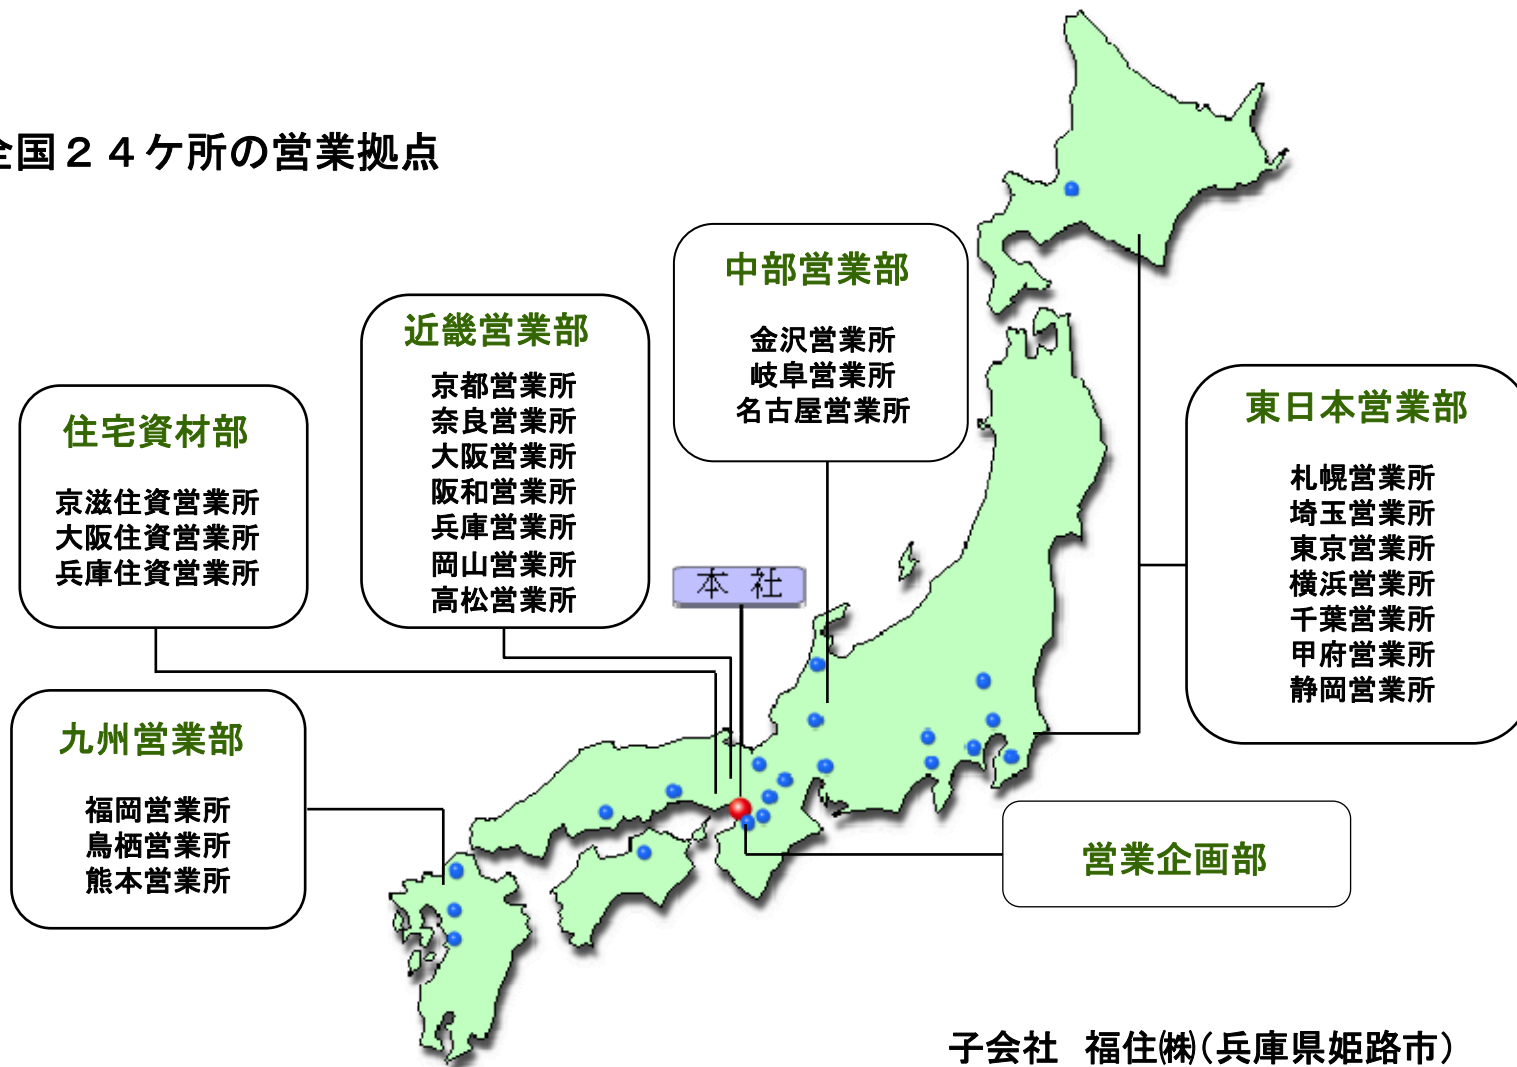 全国２４ケ所の営業拠点
中部営業部
金沢営業所
岐阜営業所
名古屋営業所
近畿営業部
京都営業所
奈良営業所
大阪営業所
阪和営業所
兵庫営業所
岡山営業所
高松営業所
住宅資材部
京滋住資営業所
大阪住資営業所
兵庫住資営業所
東日本営業部
札幌営業所
埼玉営業所
東京営業所
横浜営業所
千葉営業所
甲府営業所
静岡営業所
本 社
九州営業部
福岡営業所
鳥栖営業所
熊本営業所
営業企画部
子会社 福住㈱（兵庫県姫路市）